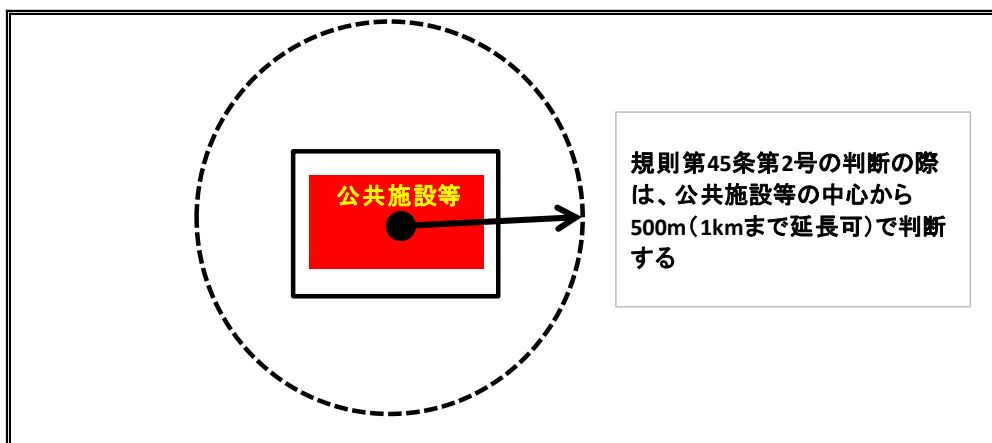 公共施設等
規則第45条第2号の判断の際
は、公共施設等の中心から
500m（1kmまで延長可）で判断
する